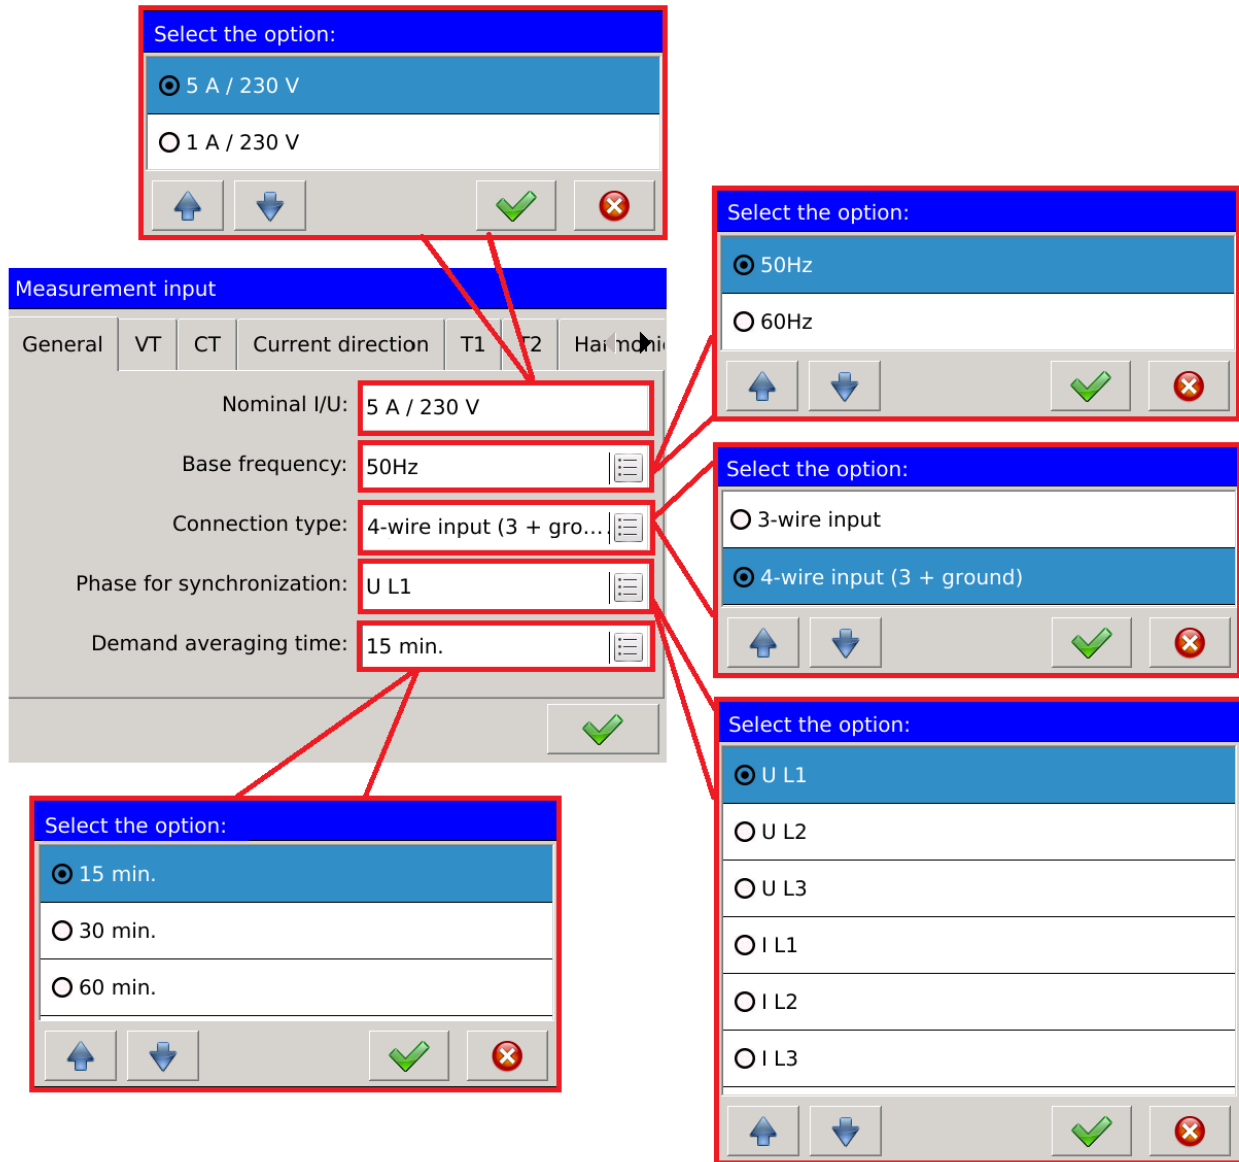 Select the option:
5 A / 230 V
1 A / 230 V
Measurement input
General VT CT Current direction T1 T2 Harmonic
Nominal I/U: 5 A / 230 V
Base frequency: 50Hz
Connection type: 4-wire input (3 + gro...
Phase for synchronization: U L1
Demand averaging time: 15 min.
Select the option:
50Hz
60Hz
Select the option:
3-wire input
4-wire input (3 + ground)
Select the option:
U L1
U L2
U L3
I L1
I L2
I L3
Select the option:
15 min.
30 min.
60 min.